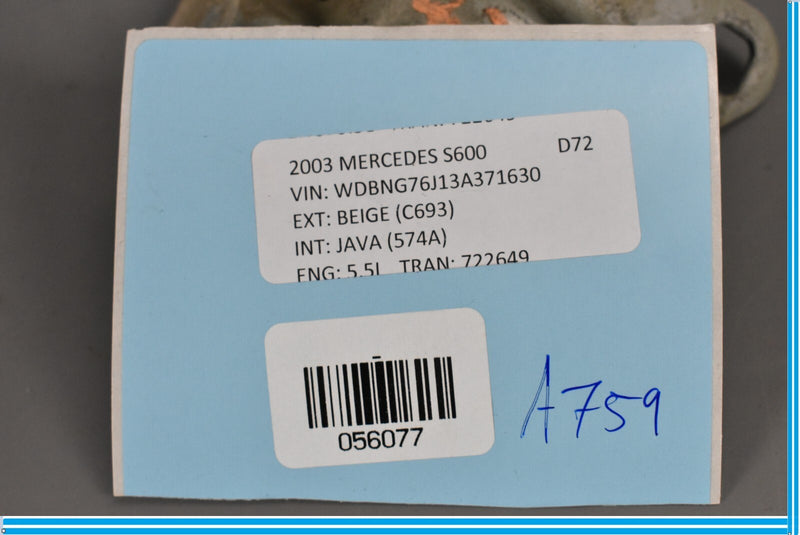 2003 MERCEDES S600 D72
VIN: WDBNG76J13A371630
EXT: BEIGE (C693)
INT: JAVA (574A)
ENG: 5.5L TRAN: 722649
056077
A759